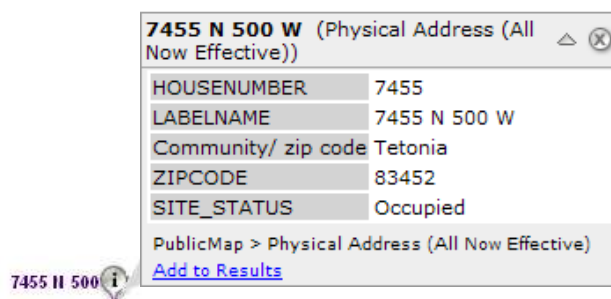 7455 N 500 W (Physical Address (All
Now Effective))
HOUSENUMBER 7455
LABELNAME 7455 N 500 W
Community/ zip code Tetonia
ZIPCODE 83452
SITE_STATUS Occupied
PublicMap > Physical Address (All Now Effective)
Add to Results
7455 N 500